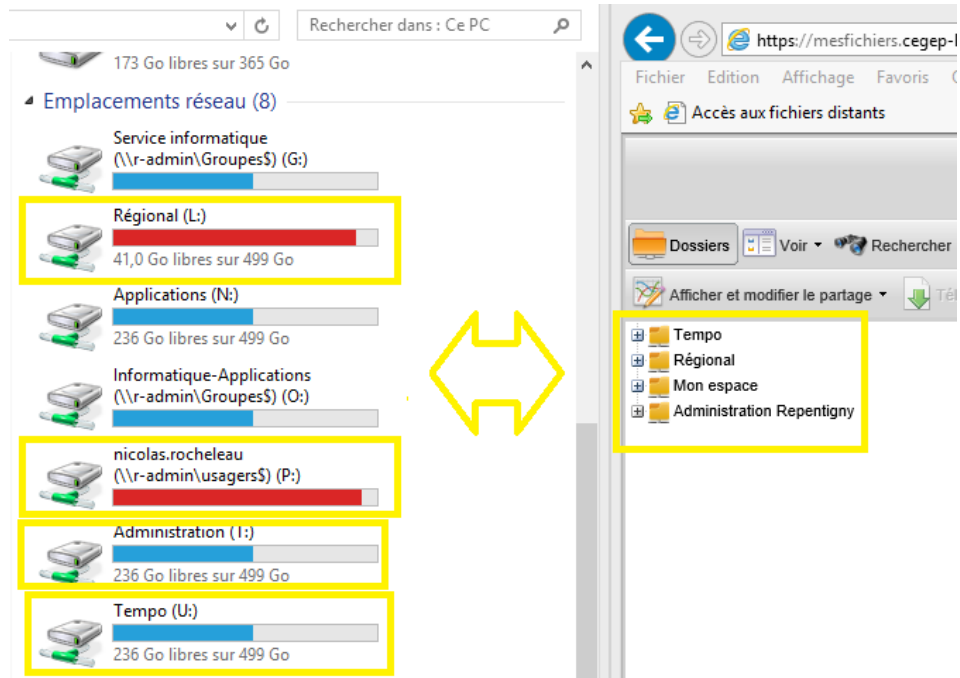 Rechercher dans : Ce PC
173 Go libres sur 365 Go
Emplacements réseau (8)
Service informatique
(\\r-admin\Groupes$) (G:)
Régional (L:)
41,0 Go libres sur 499 Go
Applications (N:)
236 Go libres sur 499 Go
Informatique-Applications
(\\r-admin\Groupes$) (O:)
nicolas.rocheleau
(\\r-admin\usagers$) (P:)
Administration (T:)
236 Go libres sur 499 Go
Tempo (U:)
236 Go libres sur 499 Go
https://mesfichiers.cegep-
Fichier Edition Affichage Favoris
Accès aux fichiers distants
Dossiers Voir Rechercher
Afficher et modifier le partage Tél
Tempo
Régional
Mon espace
Administration Repentigny